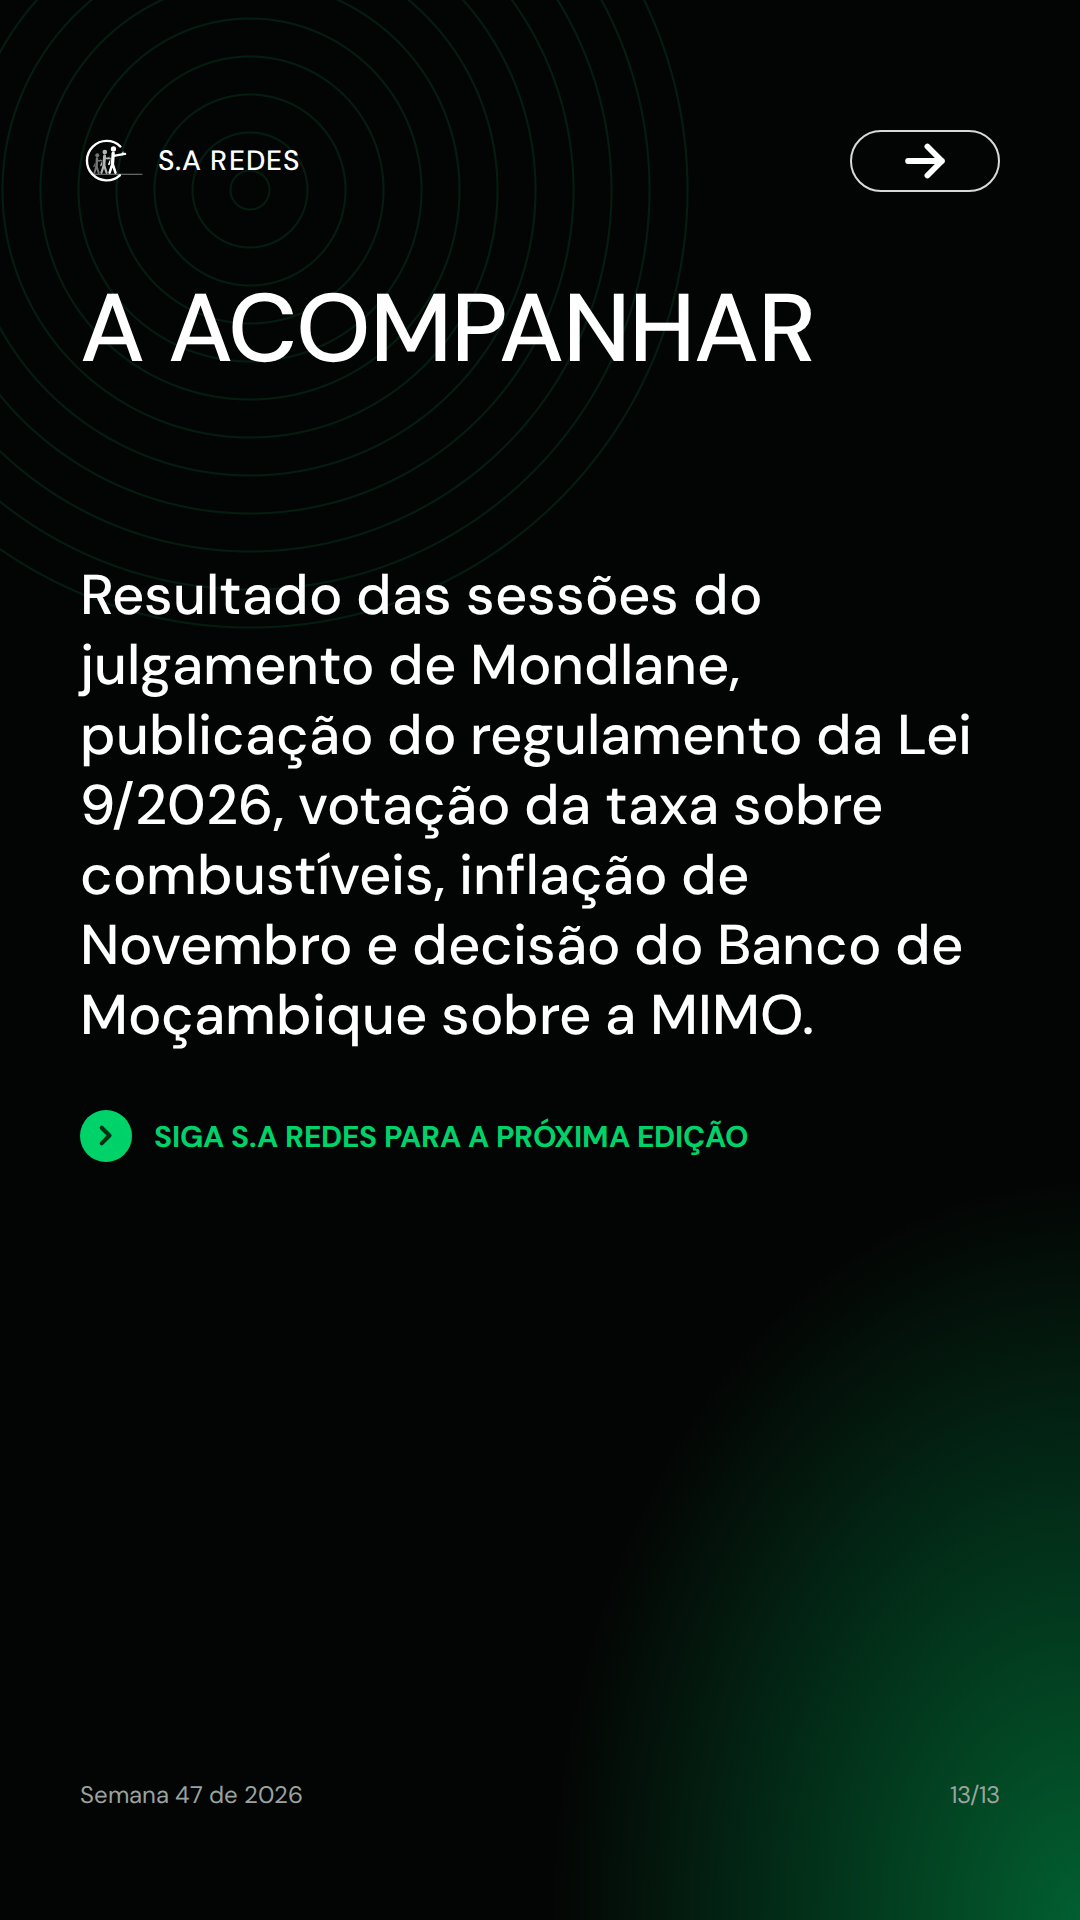 S.A REDES
A ACOMPANHAR
Resultado das sessões do
julgamento de Mondlane,
publicação do regulamento da Lei
9/2026, votação da taxa sobre
combustíveis, inflação de
Novembro e decisão do Banco de
Moçambique sobre a MIMO.
SIGA S.A REDES PARA A PRÓXIMA EDIÇÃO
Semana 47 de 2026
13/13